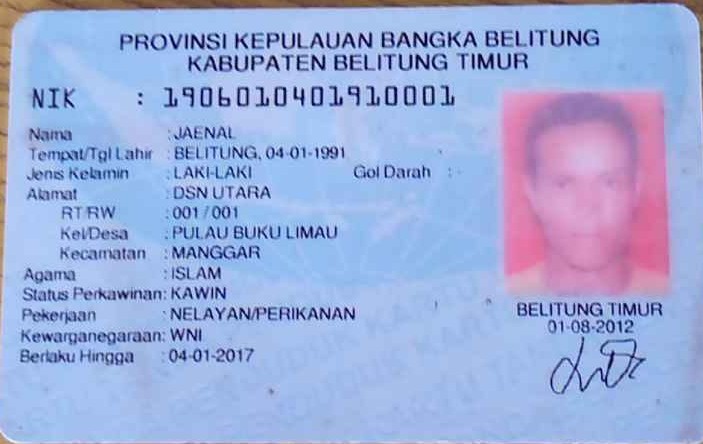 PROVINSI KEPULAUAN BANGKA BELITUNG
KABUPATEN BELITUNG TIMUR
NIK : 1906010401910001
Nama : JAENAL
Tempat/Tgl Lahir : BELITUNG, 04-01-1991
Jenis Kelamin : LAKI-LAKI Gol Darah : -
Alamat : DSN UTARA
RT/RW : 001 / 001
Kel/Desa : PULAU BUKU LIMAU
Kecamatan : MANGGAR
Agama : ISLAM
Status Perkawinan: KAWIN
Pekerjaan : NELAYAN/PERIKANAN
Kewarganegaraan: WNI
Berlaku Hingga : 04-01-2017
BELITUNG TIMUR
01-08-2012